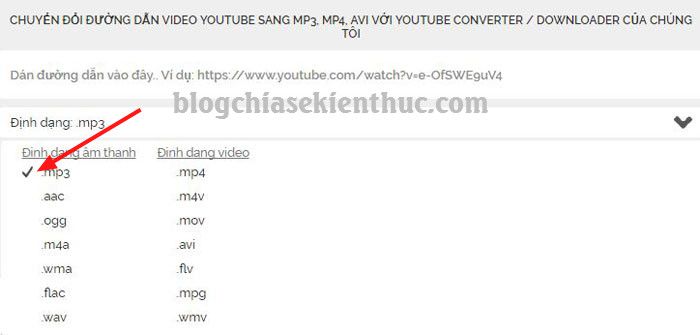 CHUYỂN ĐỔI ĐƯỜNG DẪN VIDEO YOUTUBE SANG MP3, MP4, AVI VỚI YOUTUBE CONVERTER / DOWNLOADER CỦA CHÚNG
TÔI
Dán đường dẫn vào đây.. Ví dụ: https://www.youtube.com/watch?v=e-OfSWE9uV4
blogchiasekienthuc.com
Định dạng: .mp3
Định dạng âm thanh Định dạng video
.mp3 .mp4
.aac .m4v
.ogg .mov
.m4a .avi
.wma .flv
.flac .mpg
.wav .wmv